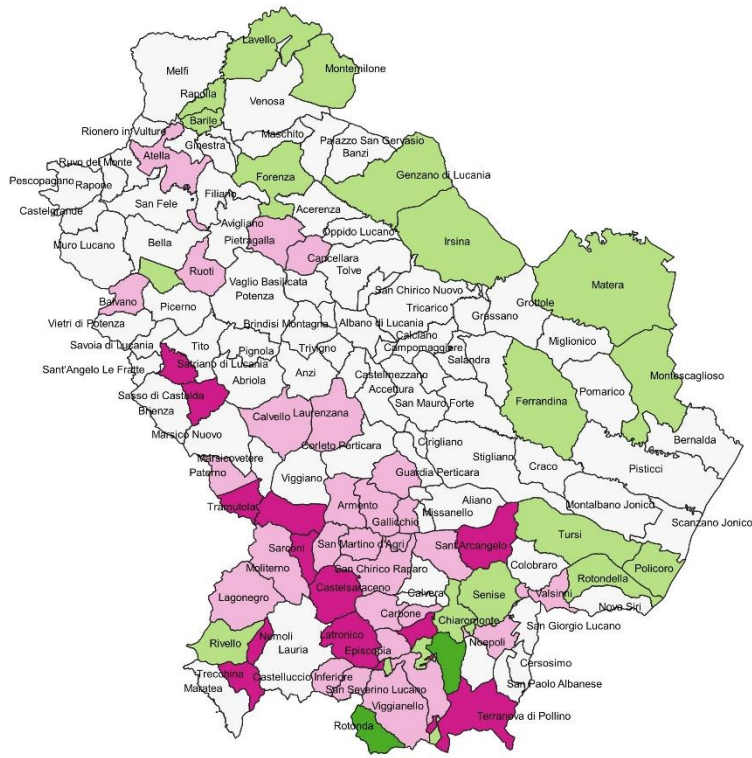 Lavello
Melfi
Montemilone
Rapolla
Venosa
Barile
Rionero in Vulture
Maschito
Ginestra
Palazzo San Gervasio
Atella
Banzi
Ruvo del Monte
Genzano di Lucania
Pescopagano
Rapone
Forenza
Filiano
San Fele
Castelgrande
Acerenza
Avigliano
Oppido Lucano
Muro Lucano
Bella
Pietragalla
Irsina
Cancellara
Ruoti
Tolve
Vaglio Basilicata
Matera
Potenza
San Chirico Nuovo
Balvano
Grottole
Tricarico
Picerno
Grassano
Vietri di Potenza
Brindisi Montagna
Albano di Lucania
Calciano
Miglionico
Savoia di Lucania
Tito
Pignola
Trivigno
Campomaggiore
Salandra
Sant'Angelo Le Fratte
Satriano di Lucania
Castelmezzano
Montescaglioso
Abriola
Anzi
Accettura
Pomarico
Sasso di Castalda
Ferrandina
San Mauro Forte
Brienza
Calvello
Laurenzana
Bernalda
Marsico Nuovo
Cirigliano
Corleto Perticara
Stigliano
Marsicovetere
Craco
Pisticci
Paterno
Guardia Perticara
Viggiano
Aliano
Armento
Montalbano Jonico
Tramutola
Missanello
Gallicchio
Scanzano Jonico
Tursi
Sarconi
San Martino d'Agri
Sant'Arcangelo
Moliterno
Colobraro
Policoro
San Chirico Raparo
Rotondella
Castelsaraceno
Calvera
Senise
Valsinni
Lagonegro
Nova Siri
Carbone
Chiaromonte
San Giorgio Lucano
Nemoli
Latronico
Rivello
Noepoli
Lauria
Episcopia
Cersosimo
Trecchina
Castelluccio Inferiore
San Paolo Albanese
Maratea
San Severino Lucano
Viggianello
Terranova di Pollino
Rotonda